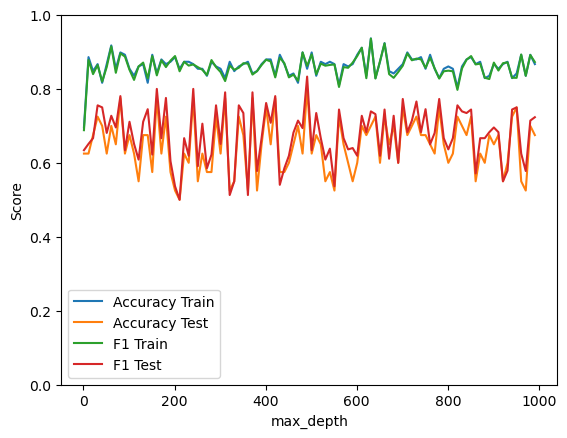 1.0
0.8
0.6
0.4
0.2
0.0
Score
Accuracy Train
Accuracy Test
F1 Train
F1 Test
0 200 400 600 800 1000
max_depth